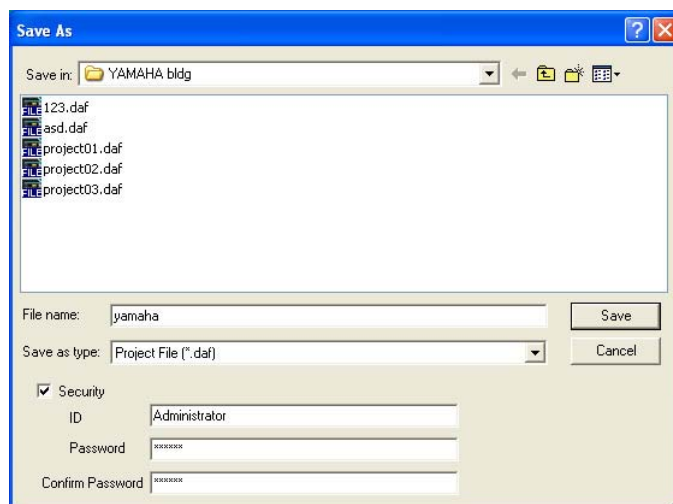 Save As
Save in: YAMAHA bldg
123.daf
asd.daf
project01.daf
project02.daf
project03.daf
File name: yamaha Save
Save as type: Project File (*.daf) Cancel
Security
ID Administrator
Password ******
Confirm Password ******